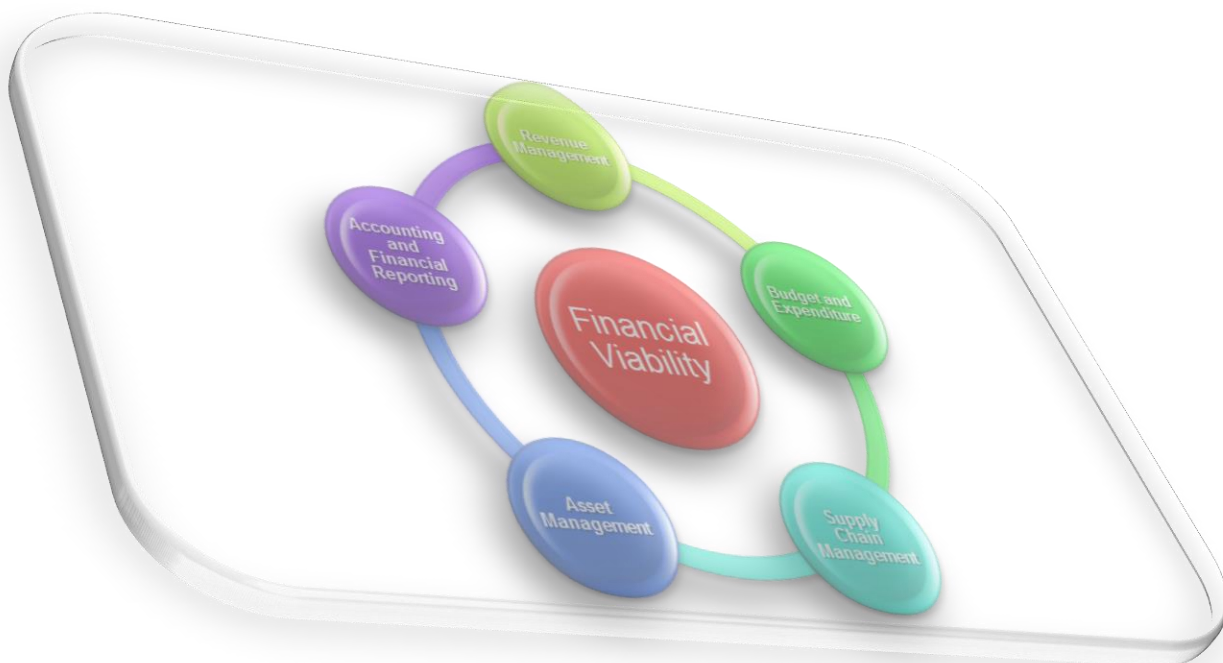 Revenue
Management
Accounting
and
Financial
Reporting
Financial
Viability
Budget and
Expenditure
Asset
Management
Supply
Chain
Management